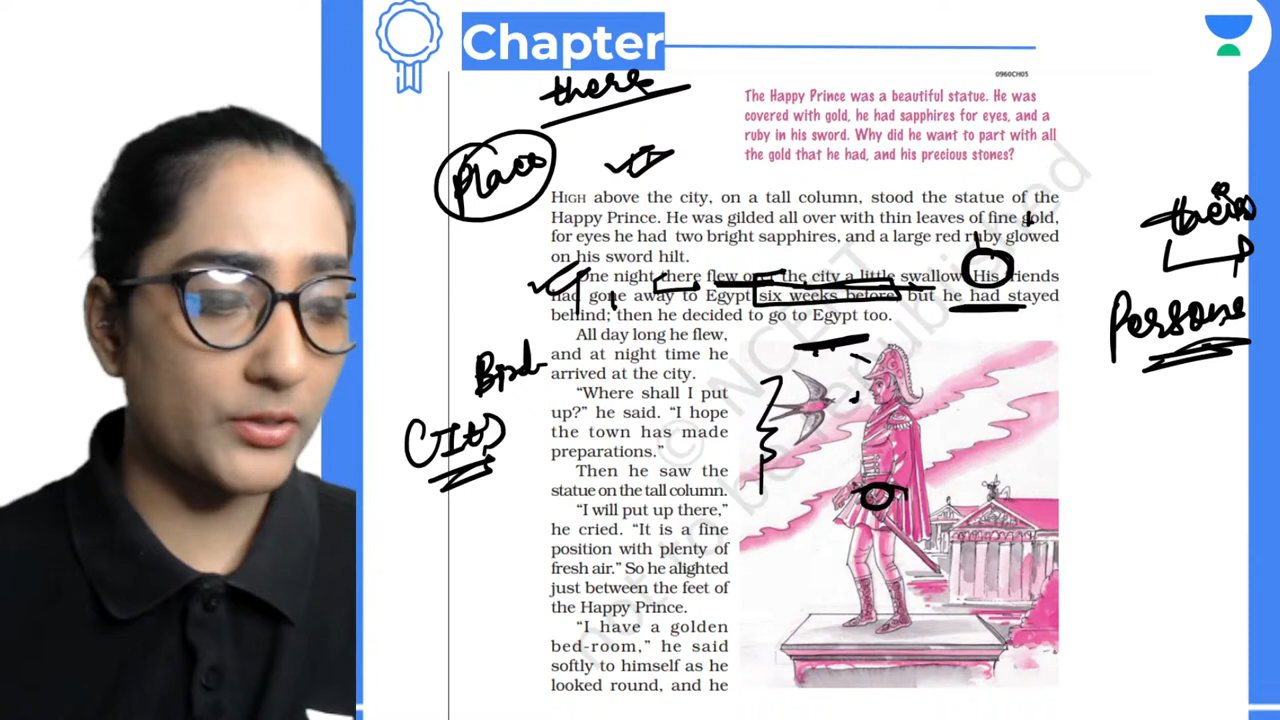 Chapter
0960CH05
there
The Happy Prince was a beautiful statue. He was
covered with gold, he had sapphires for eyes, and a
ruby in his sword. Why did he want to part with all
the gold that he had, and his precious stones?
Place
HIGH above the city, on a tall column, stood the statue of the
Happy Prince. He was gilded all over with thin leaves of fine gold,
for eyes he had two bright sapphires, and a large red ruby glowed
on his sword hilt.
One night there flew over the city a little swallow. His friends
had gone away to Egypt six weeks before, but he had stayed
behind; then he decided to go to Egypt too.
All day long he flew,
and at night time he
arrived at the city.
"Where shall I put
up?" he said. "I hope
the town has made
preparations."
Then he saw the
statue on the tall column.
"I will put up there,"
he cried. "It is a fine
position with plenty of
fresh air." So he alighted
just between the feet of
the Happy Prince.
"I have a golden
bed-room," he said
softly to himself as he
looked round, and he
their
Persons
Bird
© NCERT
not to be republished